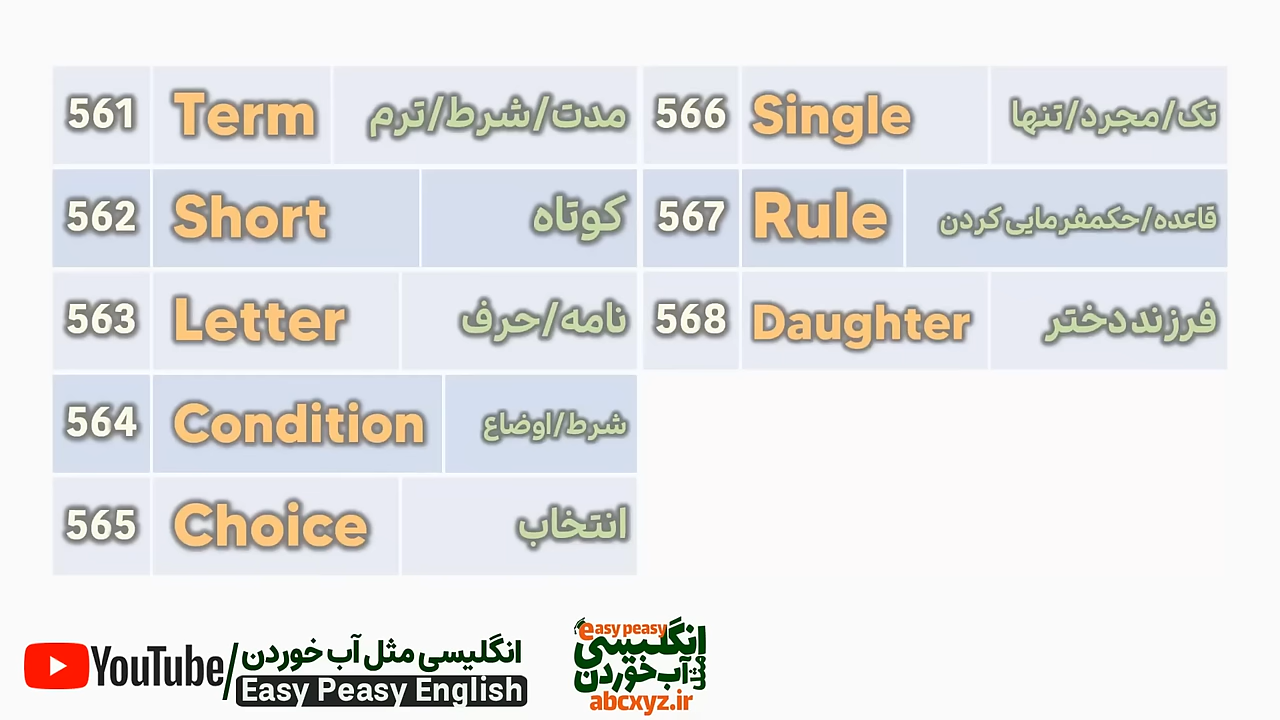 561 Term مدت/شرط/ترم
562 Short کوتاه
563 Letter نامه/حرف
564 Condition شرط/اوضاع
565 Choice انتخاب
566 Single تک/مجرد/تنها
567 Rule قاعده/حکمفرمایی کردن
568 Daughter فرزند دختر
YouTube/انگلیسی مثل آب خوردن
Easy Peasy English
easy peasy
انگلیسی
مثل آب خوردن
abcxyz.ir